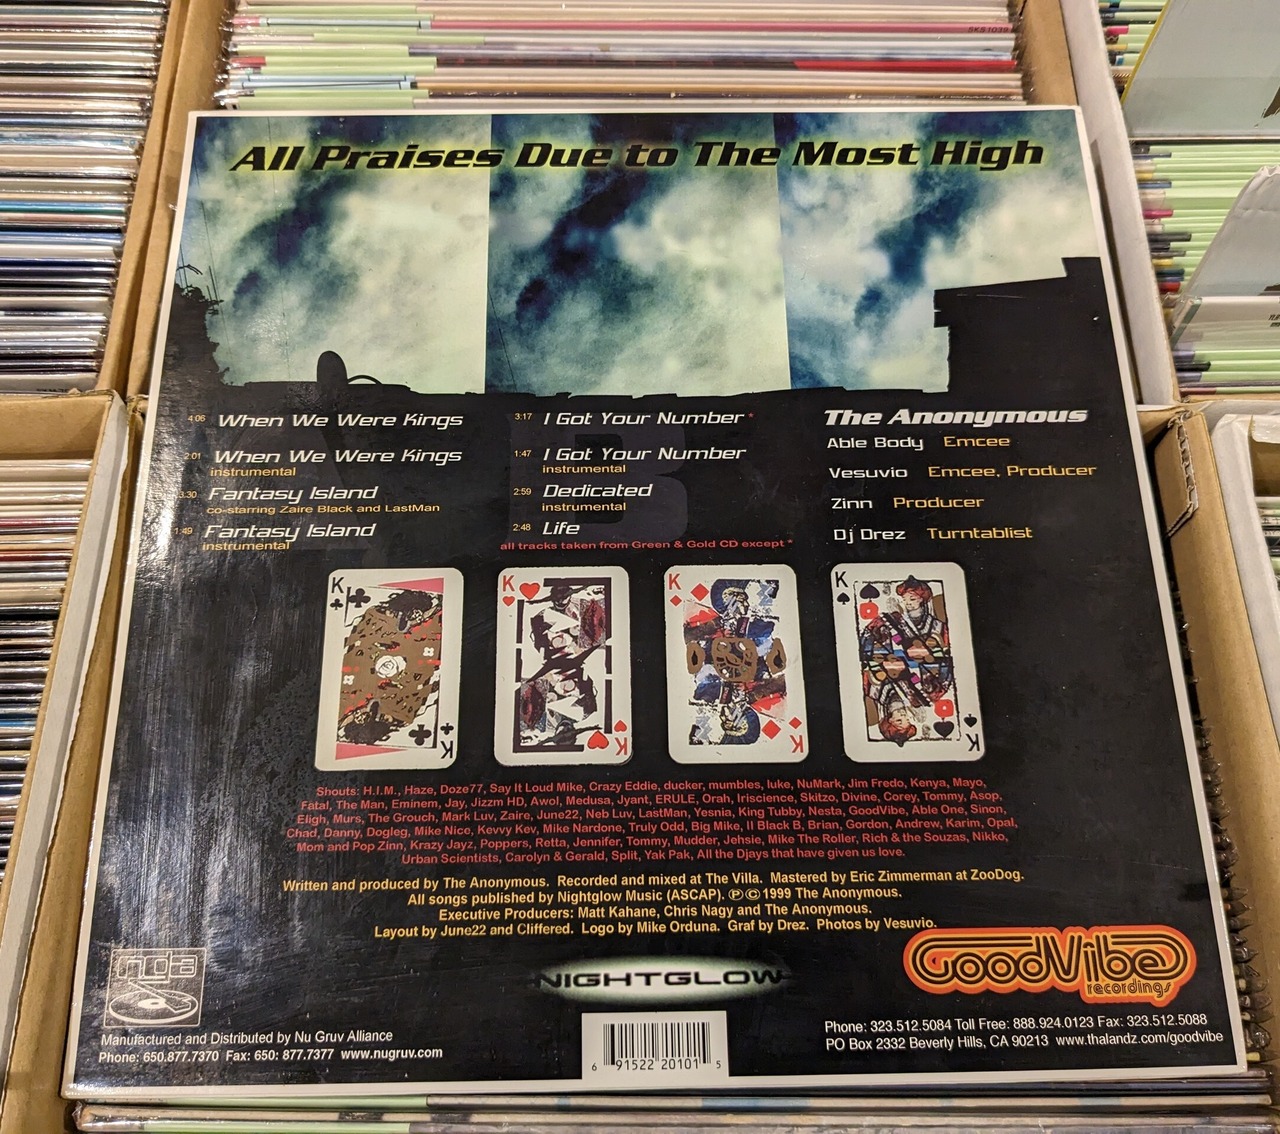 SKS1039
All Praises Due to The Most High
4:06 When We Were Kings
2:01 When We Were Kings
instrumental
3:30 Fantasy Island
co-starring Zaire Black and LastMan
1:49 Fantasy Island
instrumental
A
3:17 I Got Your Number *
1:47 I Got Your Number
instrumental
2:59 Dedicated
instrumental
2:48 Life
all tracks taken from Green & Gold CD except *
B
The Anonymous
Able Body Emcee
Vesuvio Emcee, Producer
Zinn Producer
Dj Drez Turntablist
K
K
K
K
K
K
K
K
Shouts: H.I.M., Haze, Doze77, Say It Loud Mike, Crazy Eddie, ducker, mumbles, luke, NuMark, Jim Fredo, Kenya, Mayo,
Fatal, The Man, Eminem, Jay, Jizzm HD, Awol, Medusa, Jyant, ERULE, Orah, Iriscience, Skitzo, Divine, Corey, Tommy, Asop,
Eligh, Murs, The Grouch, Mark Luv, Zaire, June22, Neb Luv, LastMan, Yesnia, King Tubby, Nesta, GoodVibe, Able One, Sinon,
Chad, Danny, Dogleg, Mike Nice, Kevvy Kev, Mike Nardone, Truly Odd, Big Mike, II Black B, Brian, Gordon, Andrew, Karim, Opal,
Mom and Pop Zinn, Krazy Jayz, Poppers, Retta, Jennifer, Tommy, Mudder, Jehsie, Mike The Roller, Rich & the Souzas, Nikko,
Urban Scientists, Carolyn & Gerald, Split, Yak Pak, All the Djays that have given us love.
Written and produced by The Anonymous. Recorded and mixed at The Villa. Mastered by Eric Zimmerman at ZooDog.
All songs published by Nightglow Music (ASCAP). ℗©1999 The Anonymous.
Executive Producers: Matt Kahane, Chris Nagy and The Anonymous.
Layout by June22 and Cliffered. Logo by Mike Orduna. Graf by Drez. Photos by Vesuvio.
nga
Manufactured and Distributed by Nu Gruv Alliance
Phone: 650.877.7370 Fax: 650: 877.7377 www.nugruv.com
NIGHTGLOW
6 91522 20101 5
GoodVibe
recordings
Phone: 323.512.5084 Toll Free: 888.924.0123 Fax: 323.512.5088
PO Box 2332 Beverly Hills, CA 90213 www.thalandz.com/goodvibe